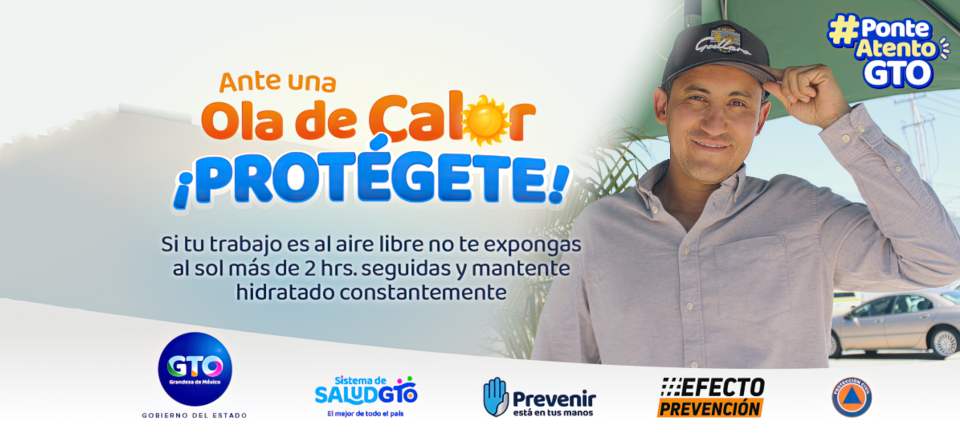 #Ponte
Atento
GTO
Ante una
Ola de Calor
¡PROTÉGETE!
Si tu trabajo es al aire libre no te expongas
al sol más de 2 hrs. seguidas y mantente
hidratado constantemente
GTO
Grandeza de México
GOBIERNO DEL ESTADO
Sistema de
SALUDGTO
El mejor de todo el país
Prevenir
está en tus manos
EFECTO
PREVENCIÓN
PROTECCIÓN CIVIL